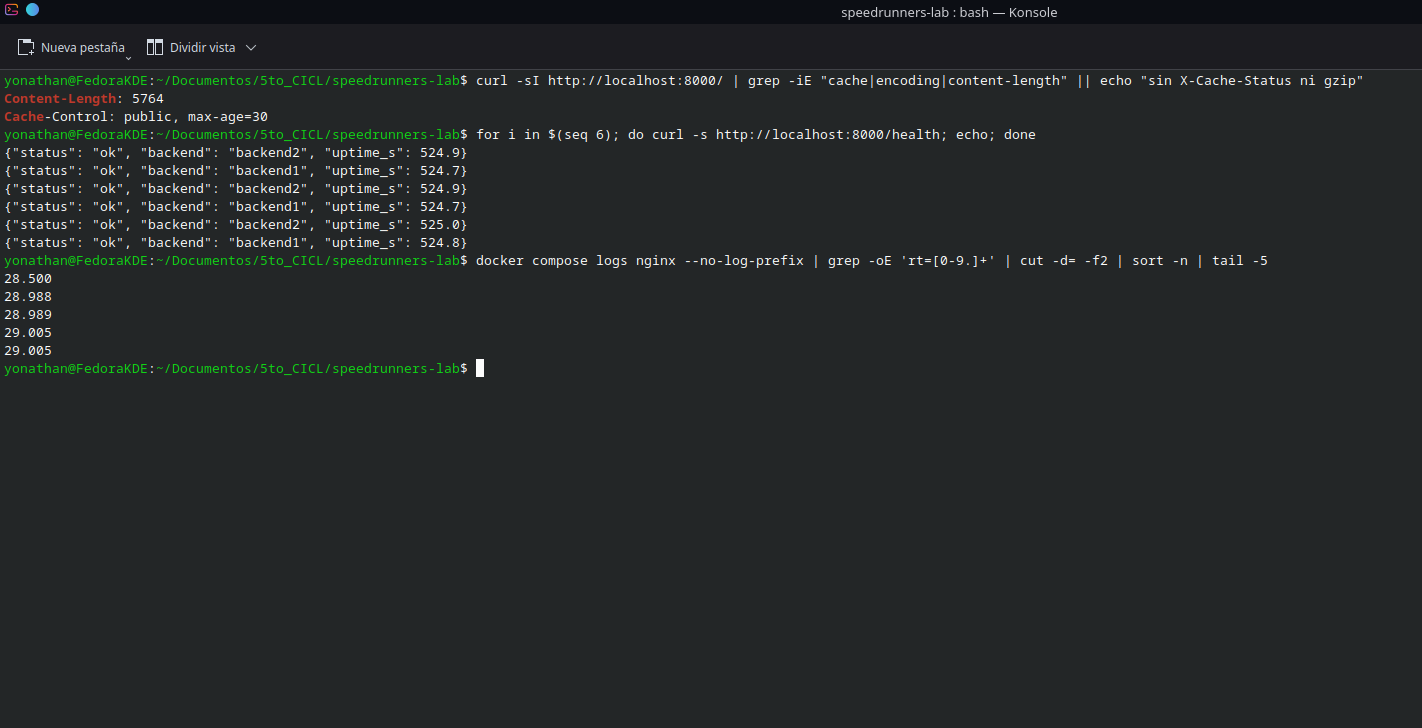 speedrunners-lab : bash — Konsole
Nueva pestaña Dividir vista
yonathan@FedoraKDE:~/Documentos/5to_CICL/speedrunners-lab$ curl -sI http://localhost:8000/ | grep -iE "cache|encoding|content-length" || echo "sin X-Cache-Status ni gzip"
Content-Length: 5764
Cache-Control: public, max-age=30
yonathan@FedoraKDE:~/Documentos/5to_CICL/speedrunners-lab$ for i in $(seq 6); do curl -s http://localhost:8000/health; echo; done
{"status": "ok", "backend": "backend2", "uptime_s": 524.9}
{"status": "ok", "backend": "backend1", "uptime_s": 524.7}
{"status": "ok", "backend": "backend2", "uptime_s": 524.9}
{"status": "ok", "backend": "backend1", "uptime_s": 524.7}
{"status": "ok", "backend": "backend2", "uptime_s": 525.0}
{"status": "ok", "backend": "backend1", "uptime_s": 524.8}
yonathan@FedoraKDE:~/Documentos/5to_CICL/speedrunners-lab$ docker compose logs nginx --no-log-prefix | grep -oE 'rt=[0-9.]+' | cut -d= -f2 | sort -n | tail -5
28.500
28.988
28.989
29.005
29.005
yonathan@FedoraKDE:~/Documentos/5to_CICL/speedrunners-lab$